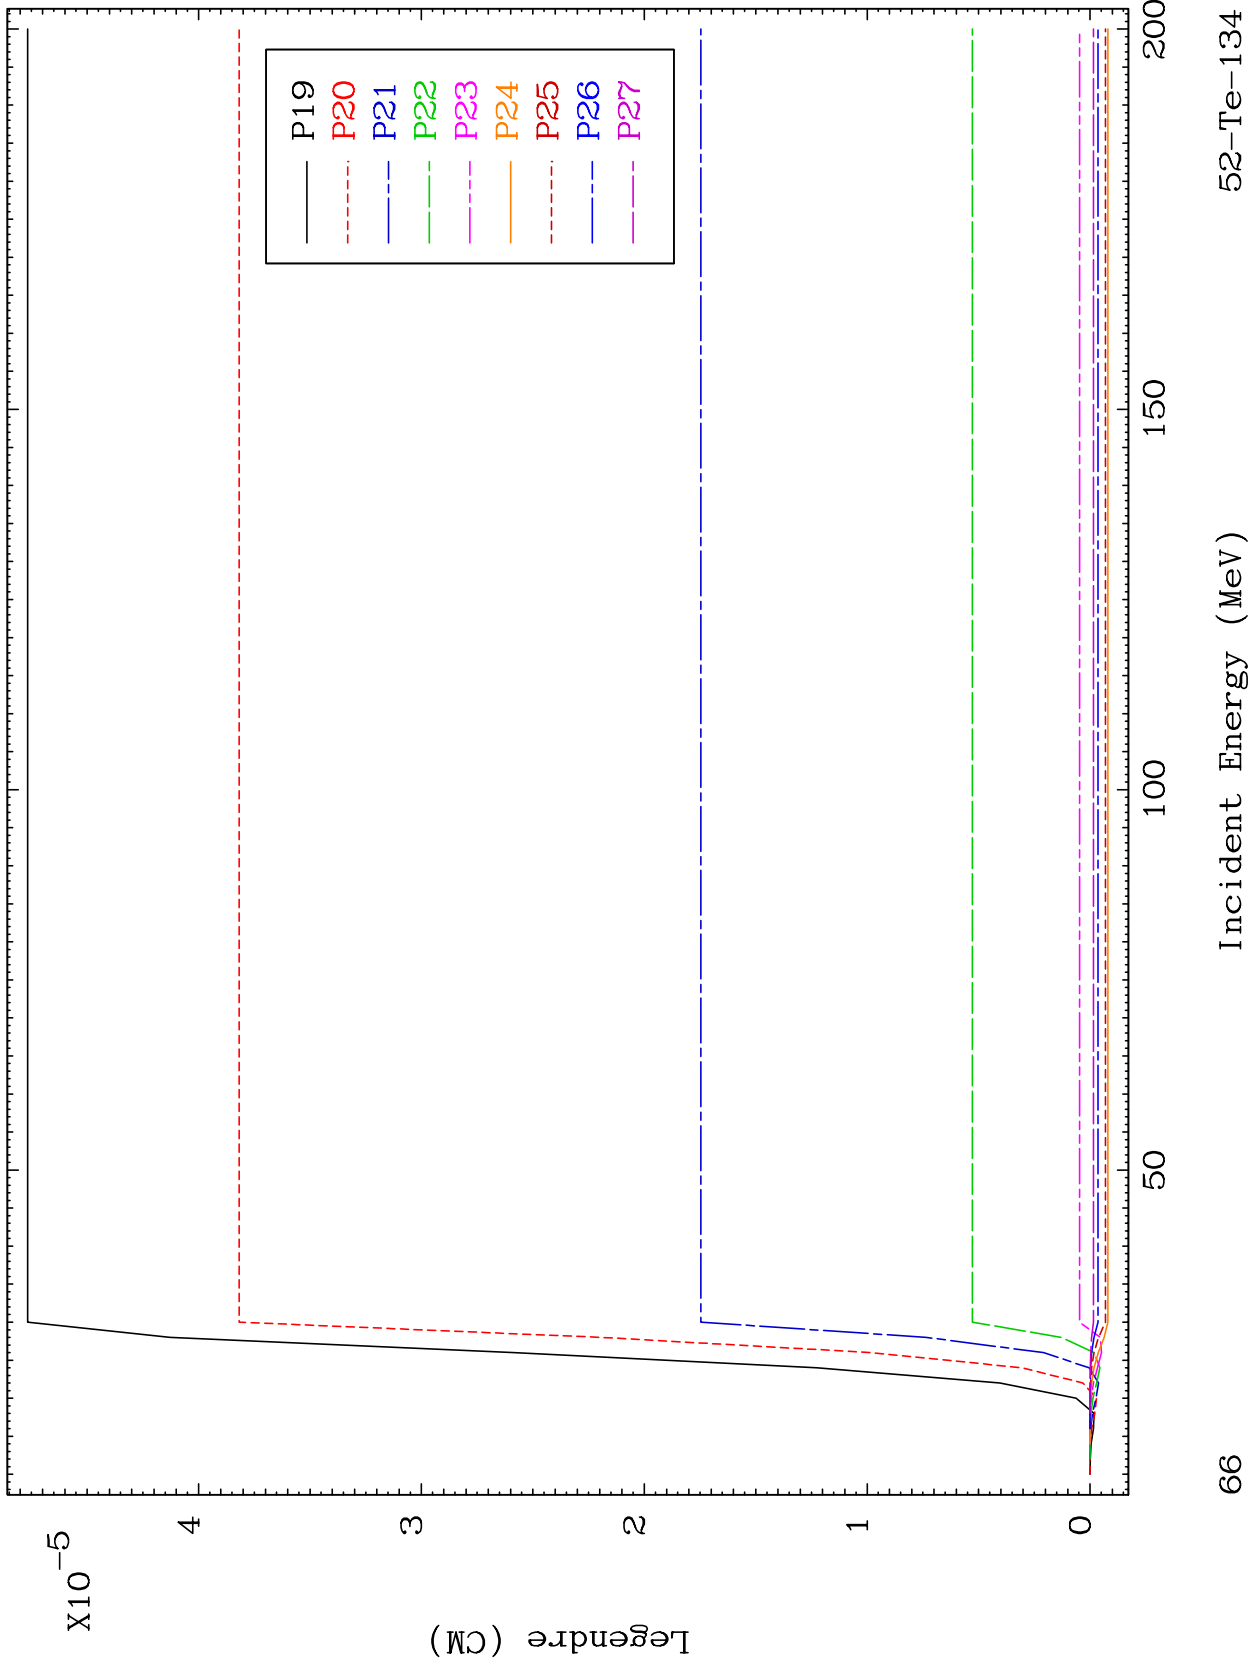 X10-5
Legendre (CM)
4
3
2
1
0
P19
P20
P21
P22
P23
P24
P25
P26
P27
50
100
150
200
Incident Energy (MeV)
66
52-Te-134